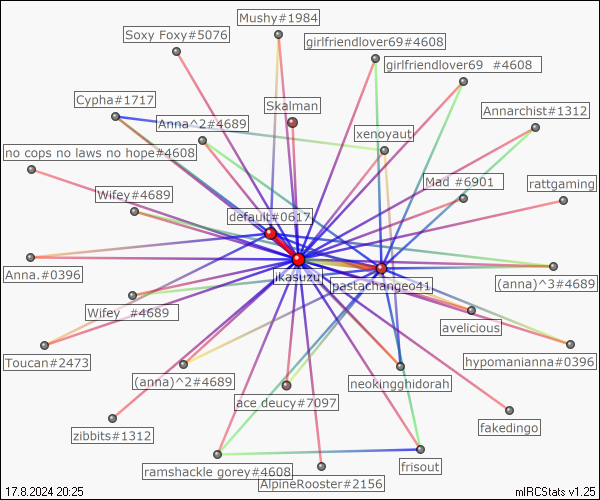 Mushy#1984
Soxy Foxy#5076
girlfriendlover69#4608
girlfriendlover69 #4608
Cypha#1717
Skalman
Annarchist#1312
Anna^2#4689
xenoyaut
no cops no laws no hope#4608
Mad #6901
rattgaming
Wifey#4689
default#0617
Anna.#0396
ikasuzu
pastachangeo41
(anna)^3#4689
Wifey #4689
avelicious
Toucan#2473
hypomanianna#0396
(anna)^2#4689
neokingghidorah
ace deucy#7097
fakedingo
zibbits#1312
ramshackle gorey#4608
frisout
AlpineRooster#2156
17.8.2024 20:25
mIRCStats v1.25